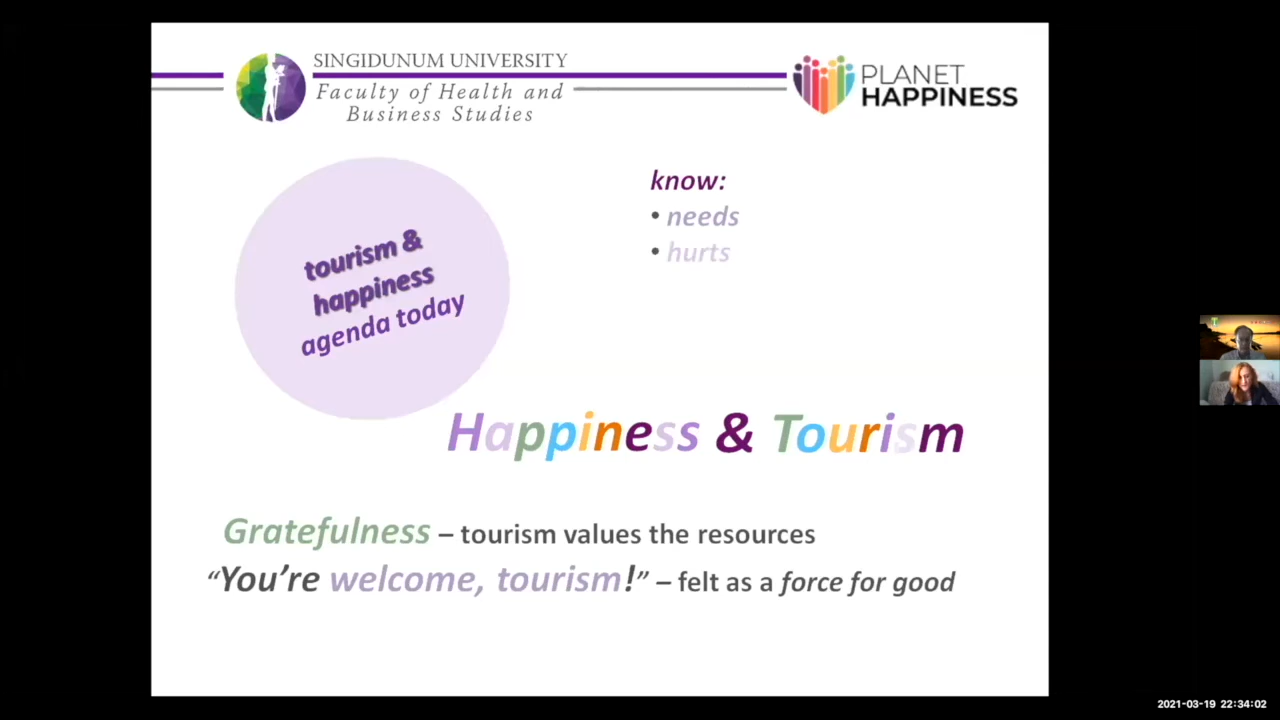 SINGIDUNUM UNIVERSITY
Faculty of Health and
Business Studies
PLANET
HAPPINESS
know:
• needs
• hurts
tourism &
happiness
agenda today
Happiness & Tourism
Gratefulness – tourism values the resources
“You’re welcome, tourism!” – felt as a force for good
2021-03-19 22:34:02